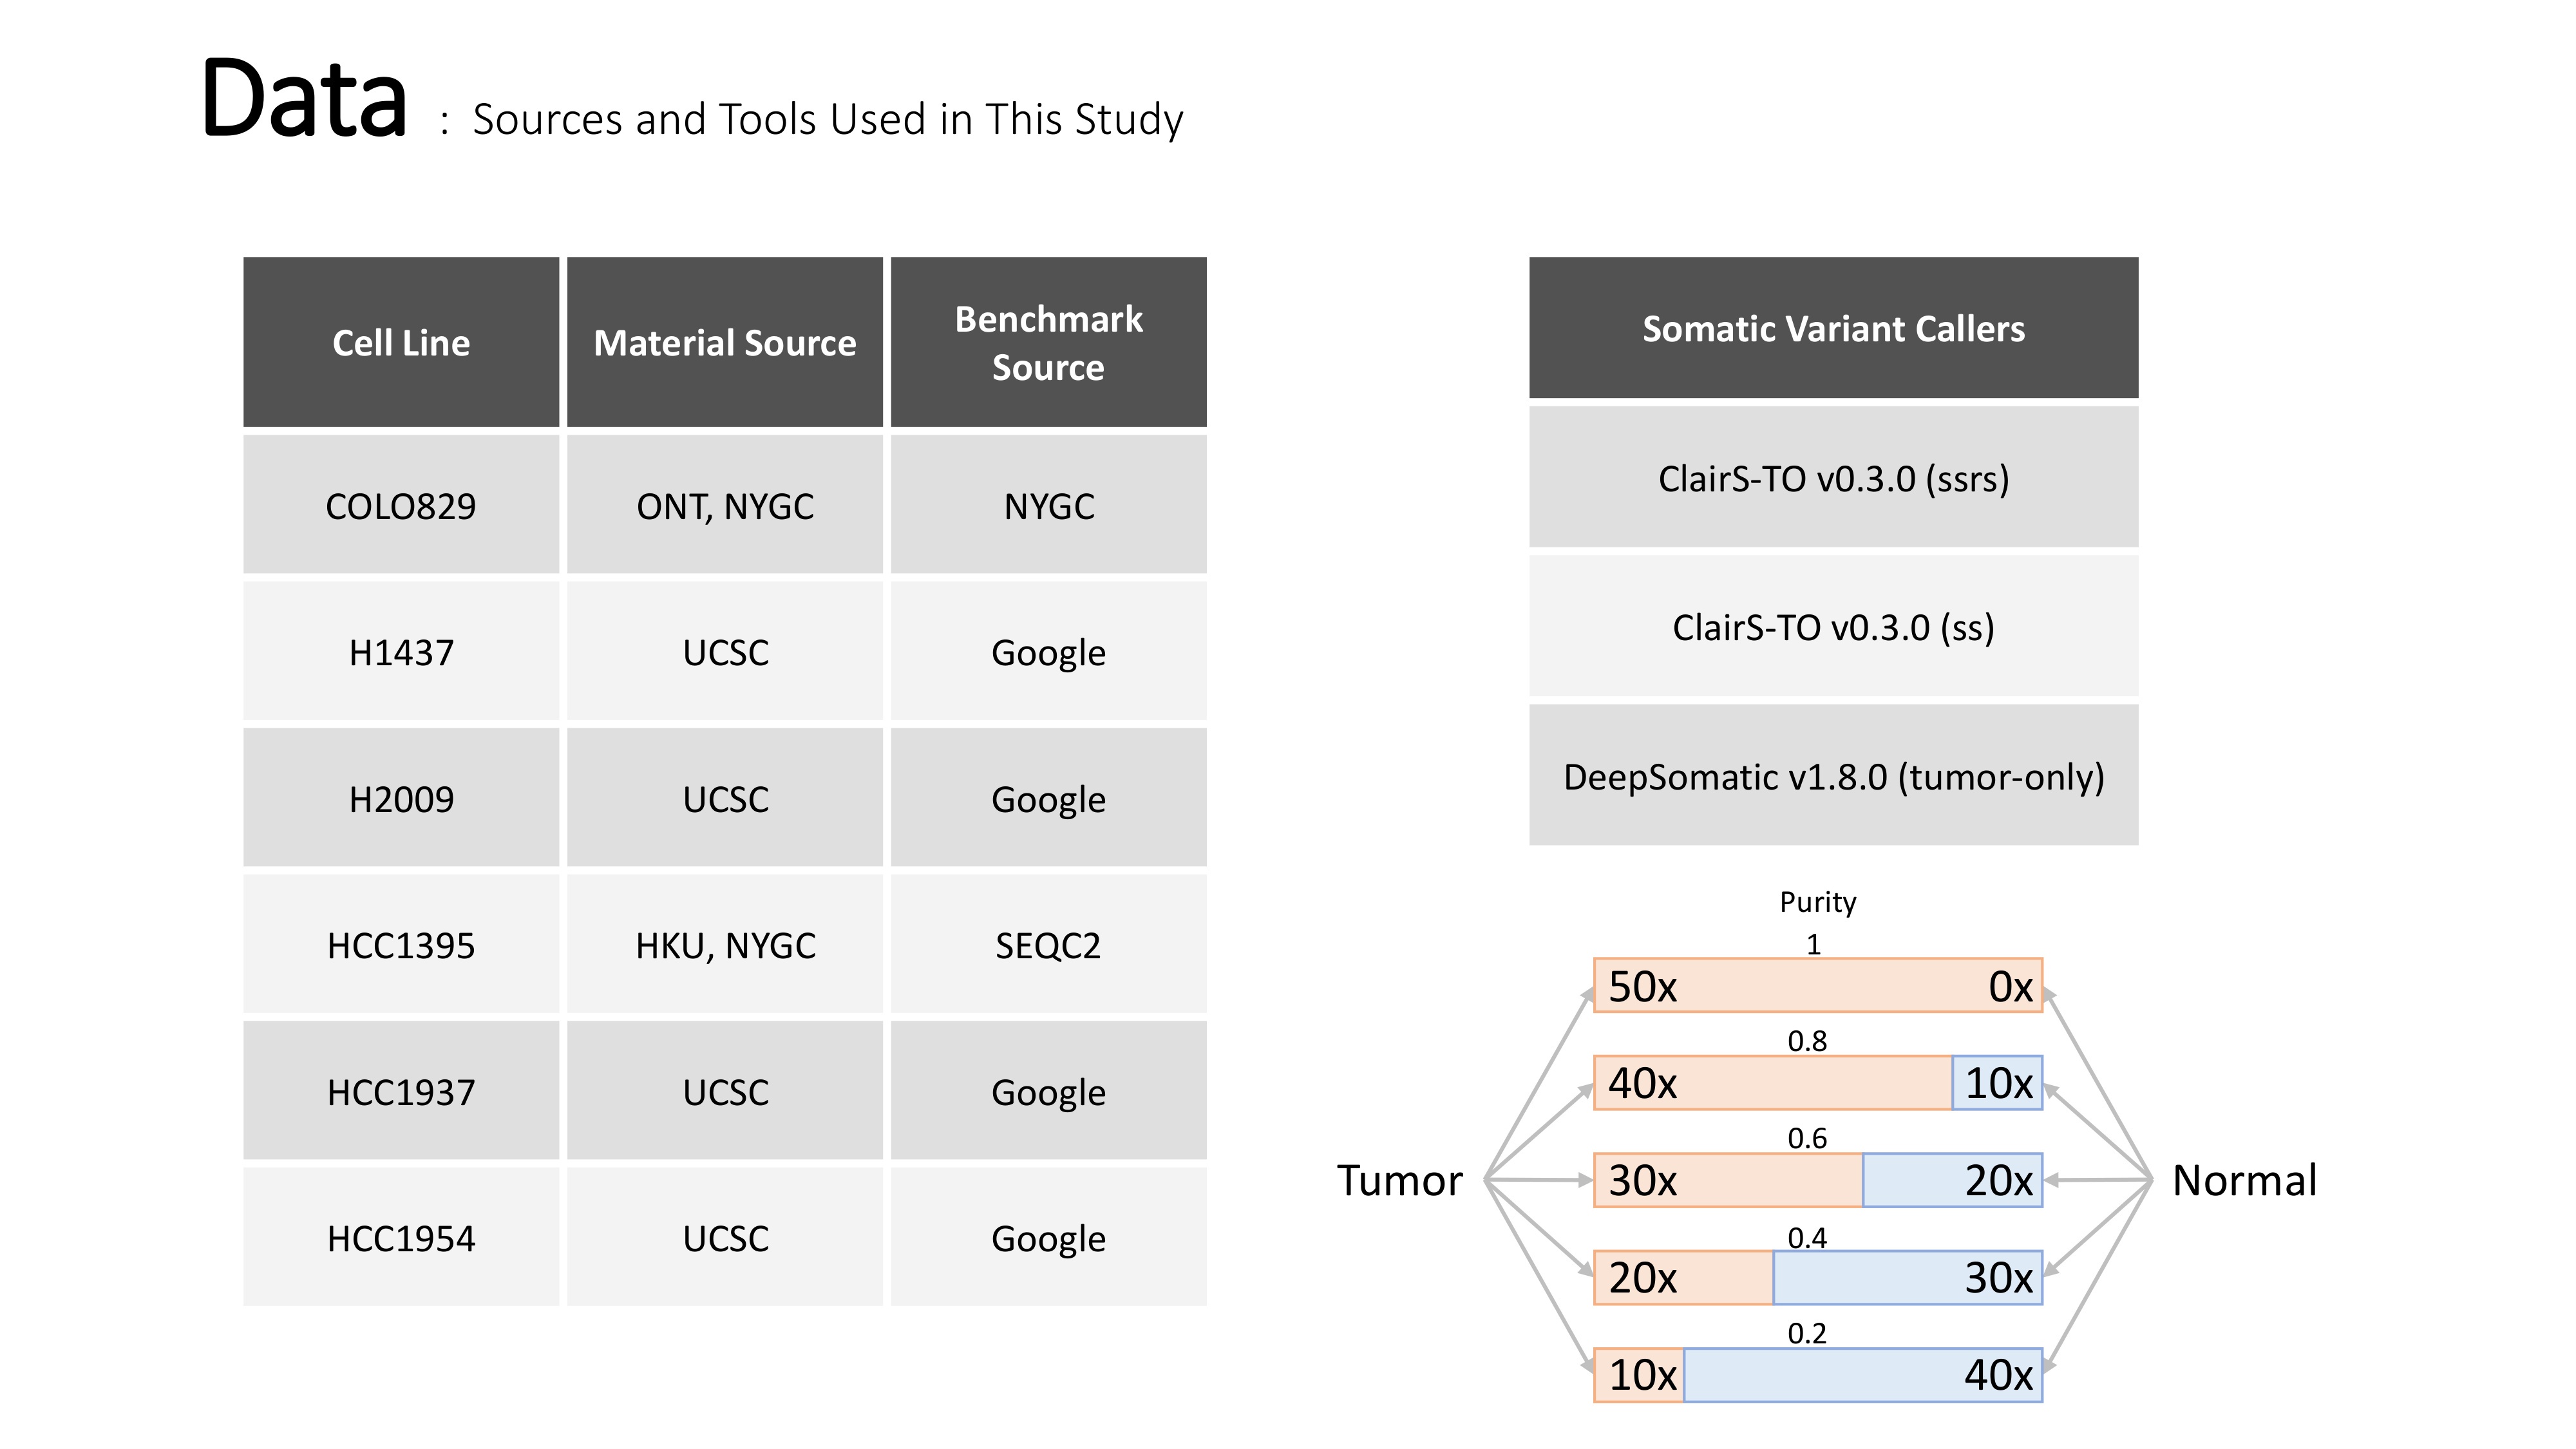 Data : Sources and Tools Used in This Study
Cell Line
Material Source
Benchmark
Source
COLO829
ONT, NYGC
NYGC
H1437
UCSC
Google
H2009
UCSC
Google
HCC1395
HKU, NYGC
SEQC2
HCC1937
UCSC
Google
HCC1954
UCSC
Google
Somatic Variant Callers
ClairS-TO v0.3.0 (ssrs)
ClairS-TO v0.3.0 (ss)
DeepSomatic v1.8.0 (tumor-only)
Purity
1
50x 0x
0.8
40x 10x
0.6
Tumor 30x 20x Normal
0.4
20x 30x
0.2
10x 40x